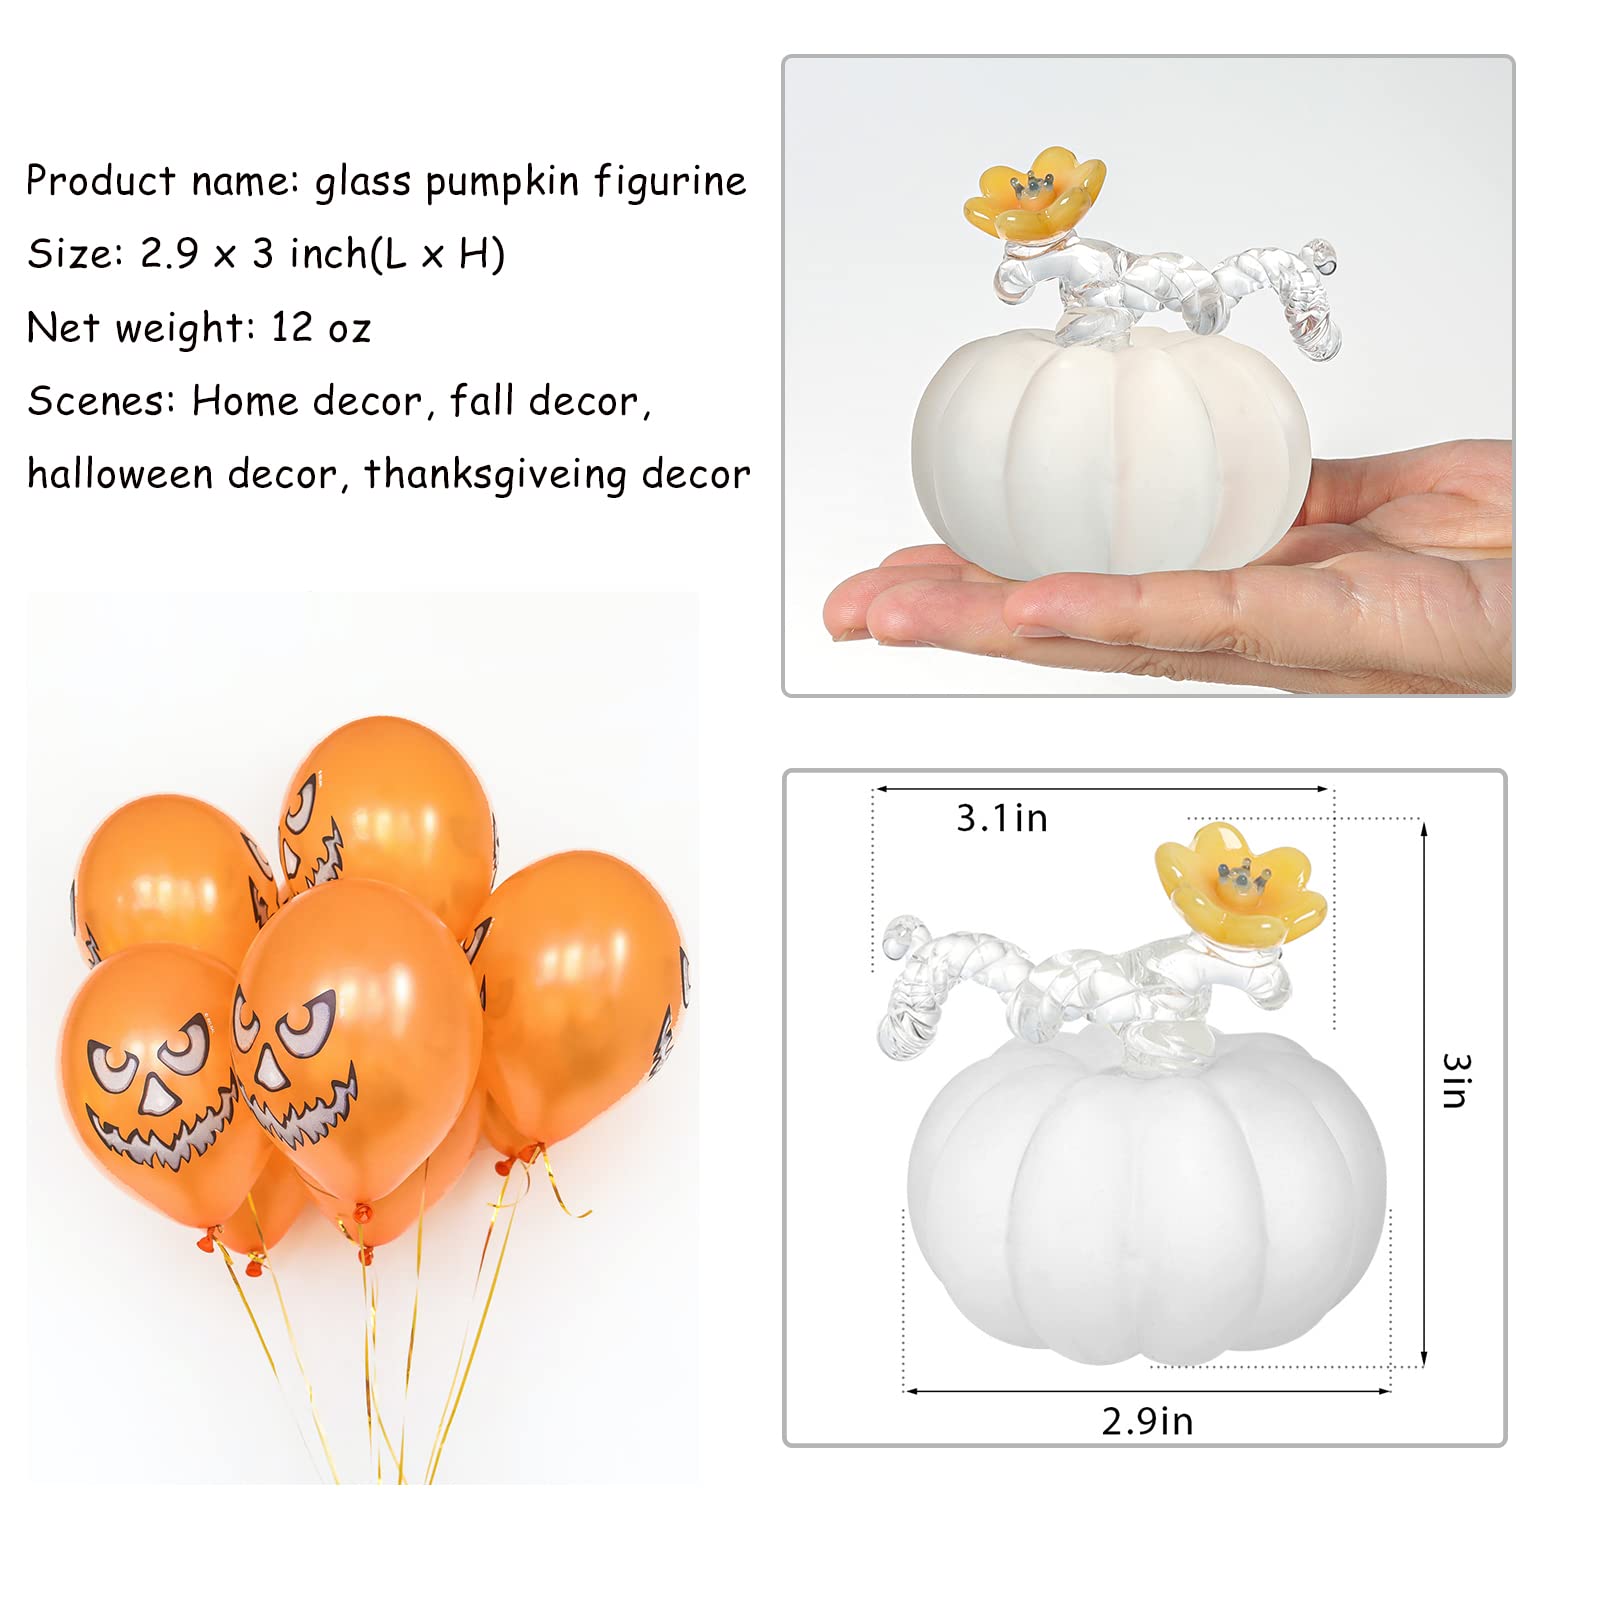 Product name: glass pumpkin figurine
Size: 2.9 x 3 inch(L x H)
Net weight: 12 oz
Scenes: Home decor, fall decor,
halloween decor, thanksgiveing decor
3.1in
3in
2.9in